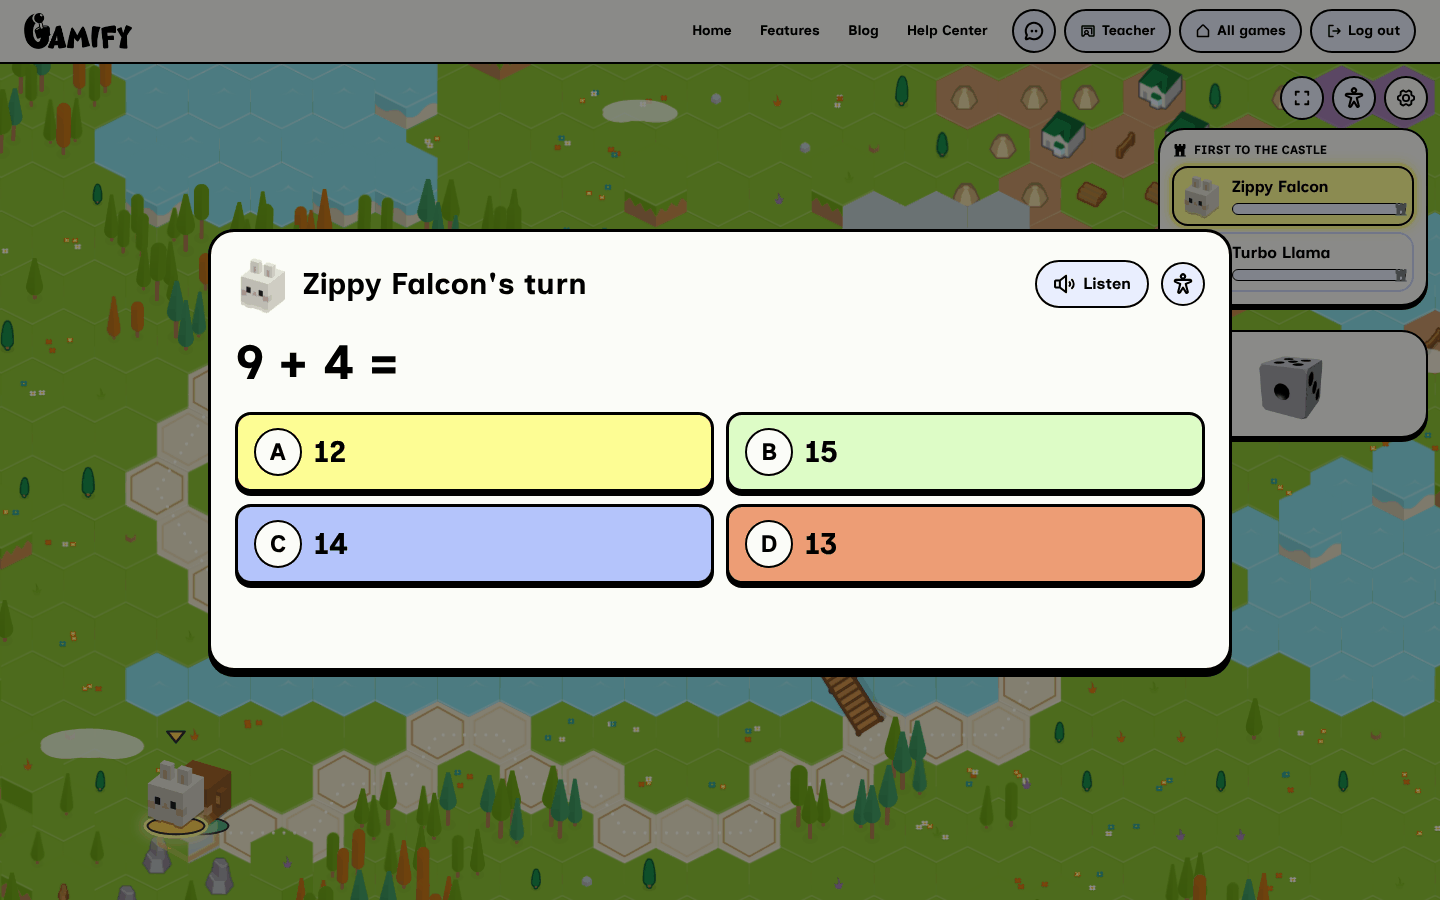 GAMIFY
Home
Features
Blog
Help Center
Teacher
All games
Log out
FIRST TO THE CASTLE
Zippy Falcon
Turbo Llama
Zippy Falcon's turn
Listen
9 + 4 =
A 12
B 15
C 14
D 13